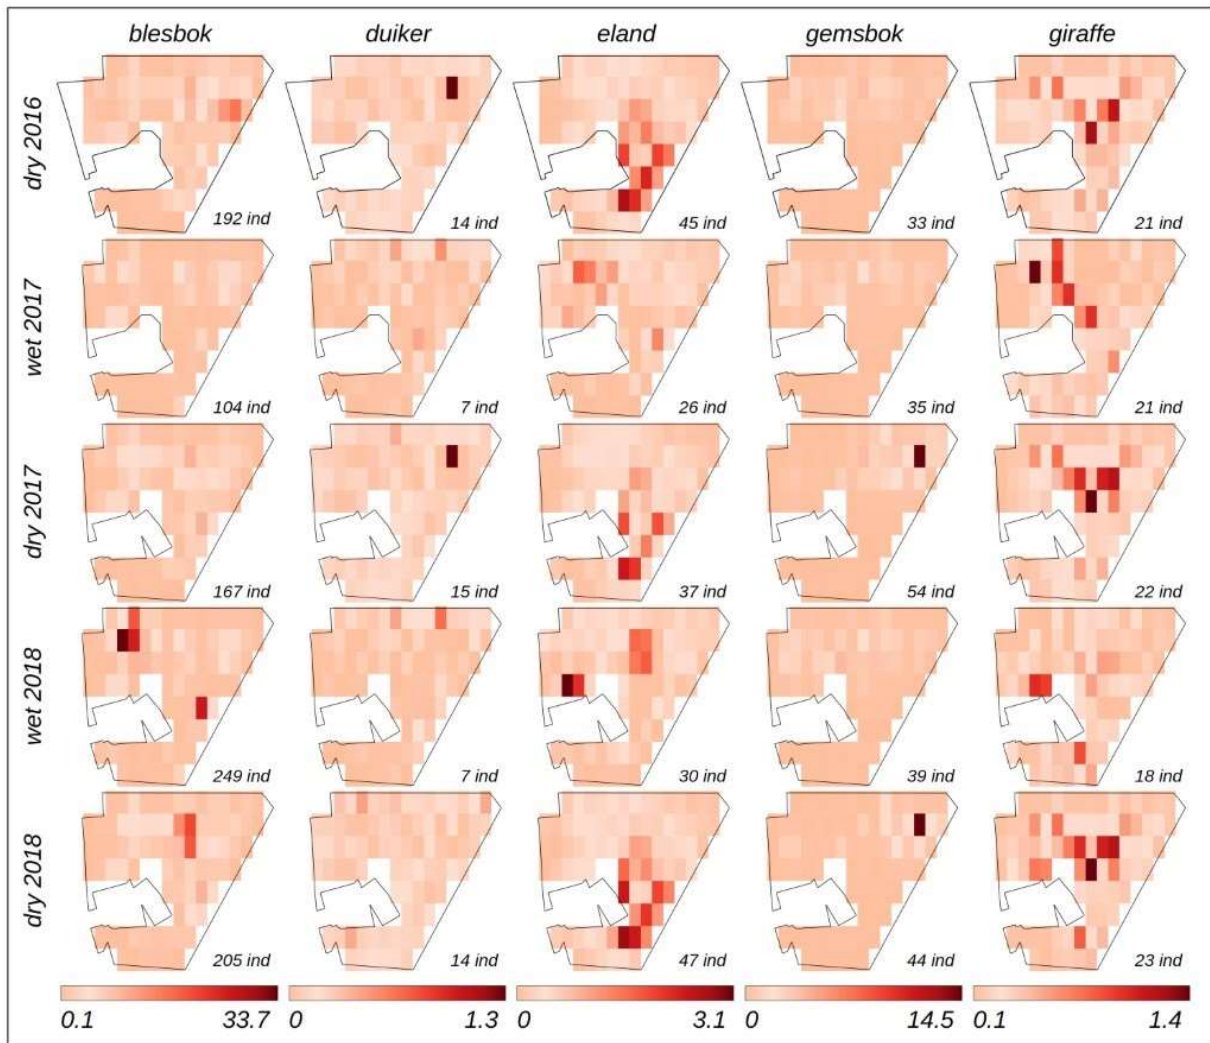 blesbok duiker eland gemsbok giraffe
dry 2016
192 ind 14 ind 45 ind 33 ind 21 ind
wet 2017
104 ind 7 ind 26 ind 35 ind 21 ind
dry 2017
167 ind 15 ind 37 ind 54 ind 22 ind
wet 2018
249 ind 7 ind 30 ind 39 ind 18 ind
dry 2018
205 ind 14 ind 47 ind 44 ind 23 ind
0.1 33.7 0 1.3 0 3.1 0 14.5 0.1 1.4